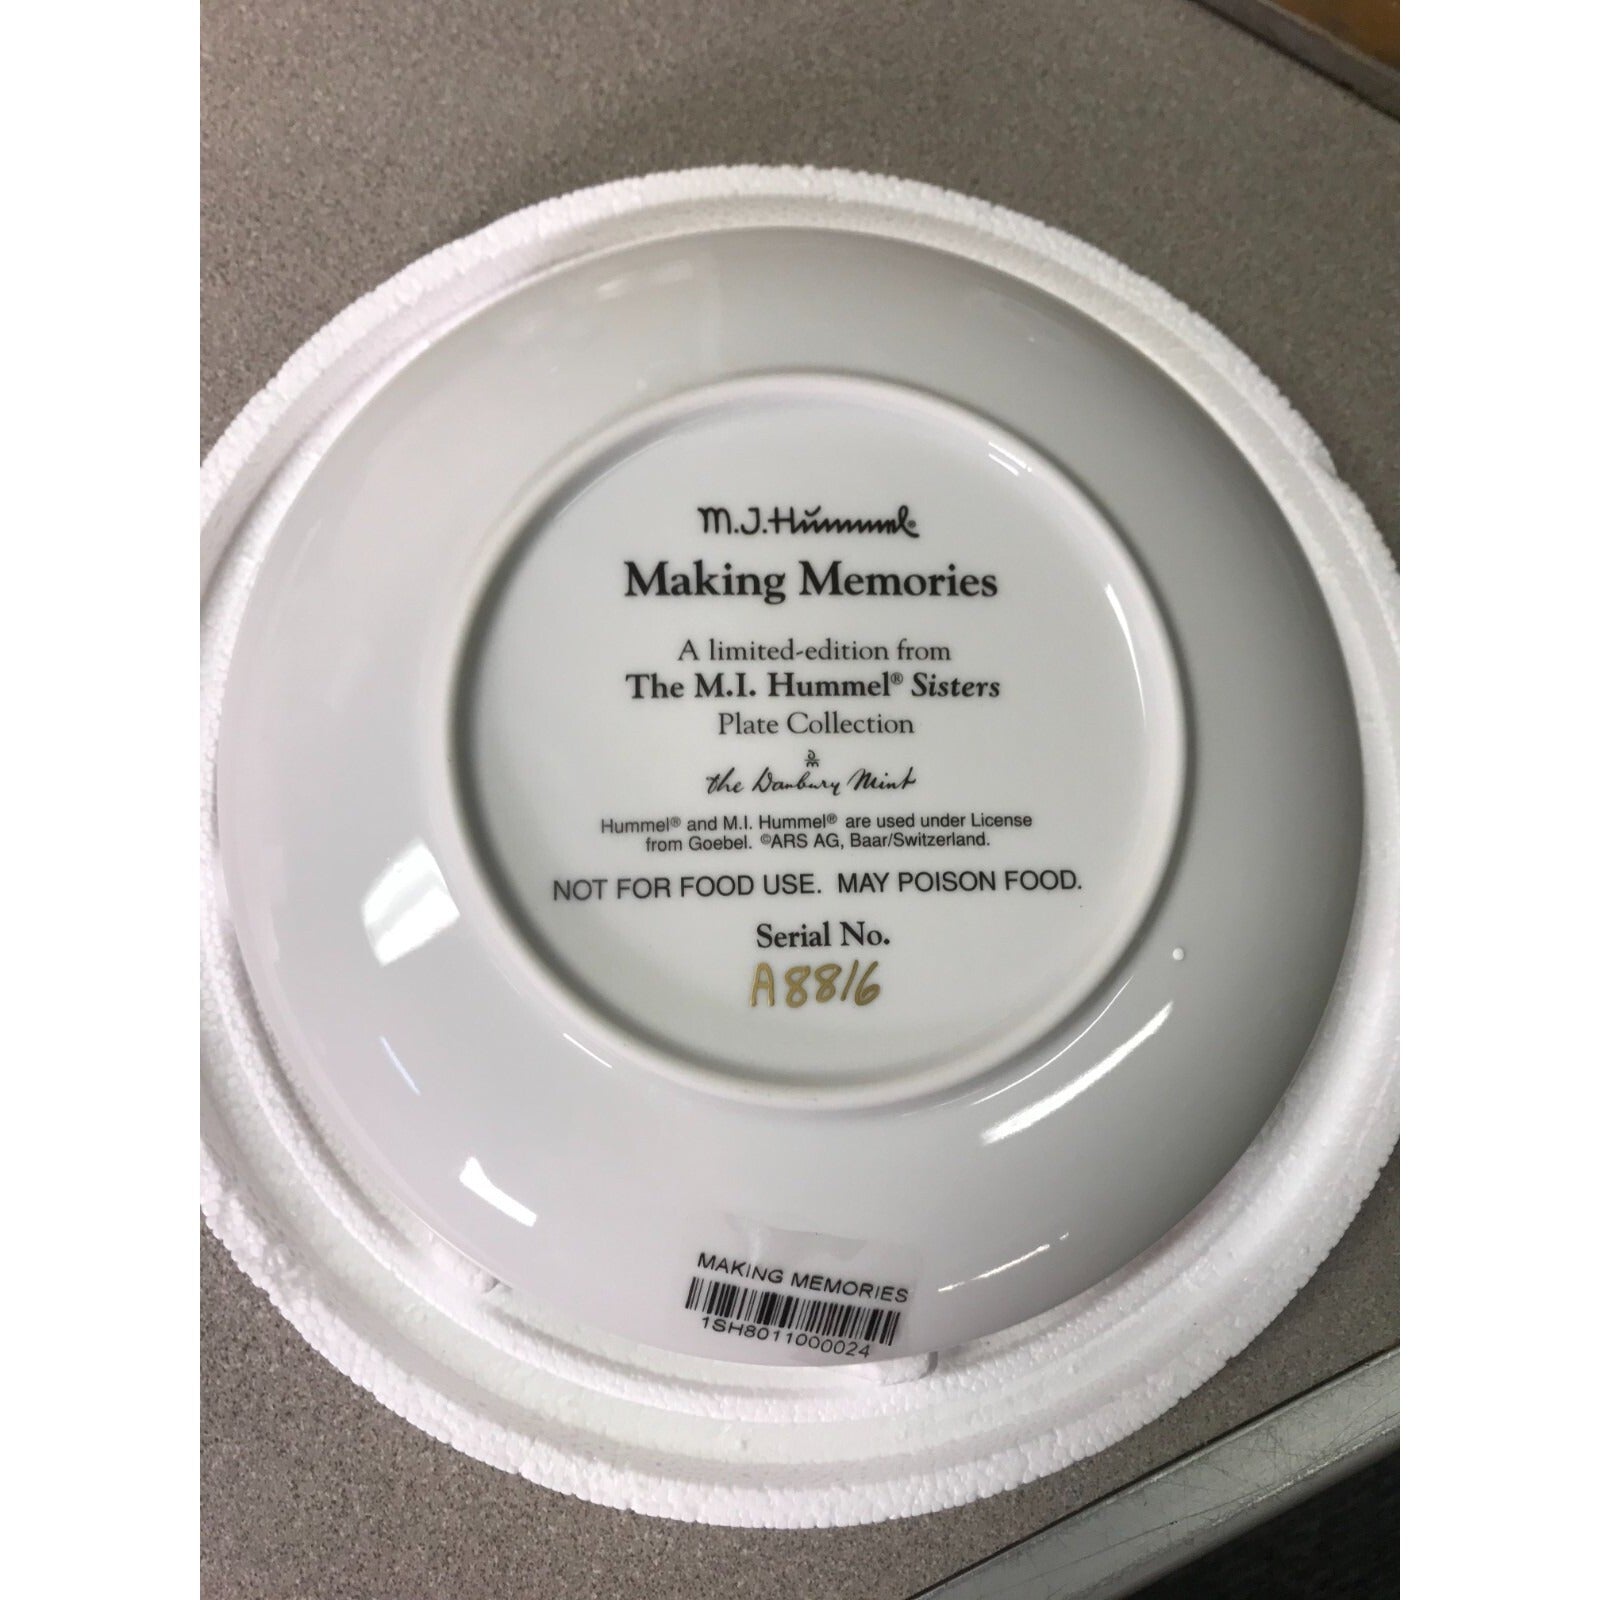 M.J.Hummel®
Making Memories
A limited-edition from
The M.I. Hummel® Sisters
Plate Collection
DM
the Danbury Mint
Hummel® and M.I. Hummel® are used under License
from Goebel. ©ARS AG, Baar/Switzerland.
NOT FOR FOOD USE. MAY POISON FOOD.
Serial No.
A8816
MAKING MEMORIES
1SH8011000024